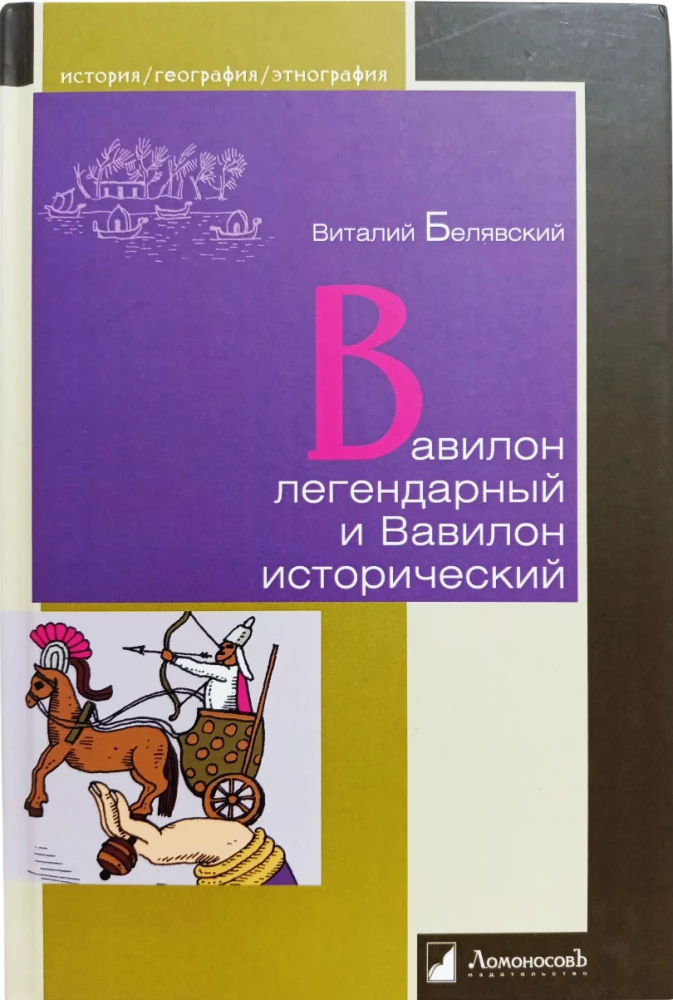 история/география/этнография
Виталий Белявский
Вавилон
легендарный
и Вавилон
исторический
ЛомоносовЪ
издательство